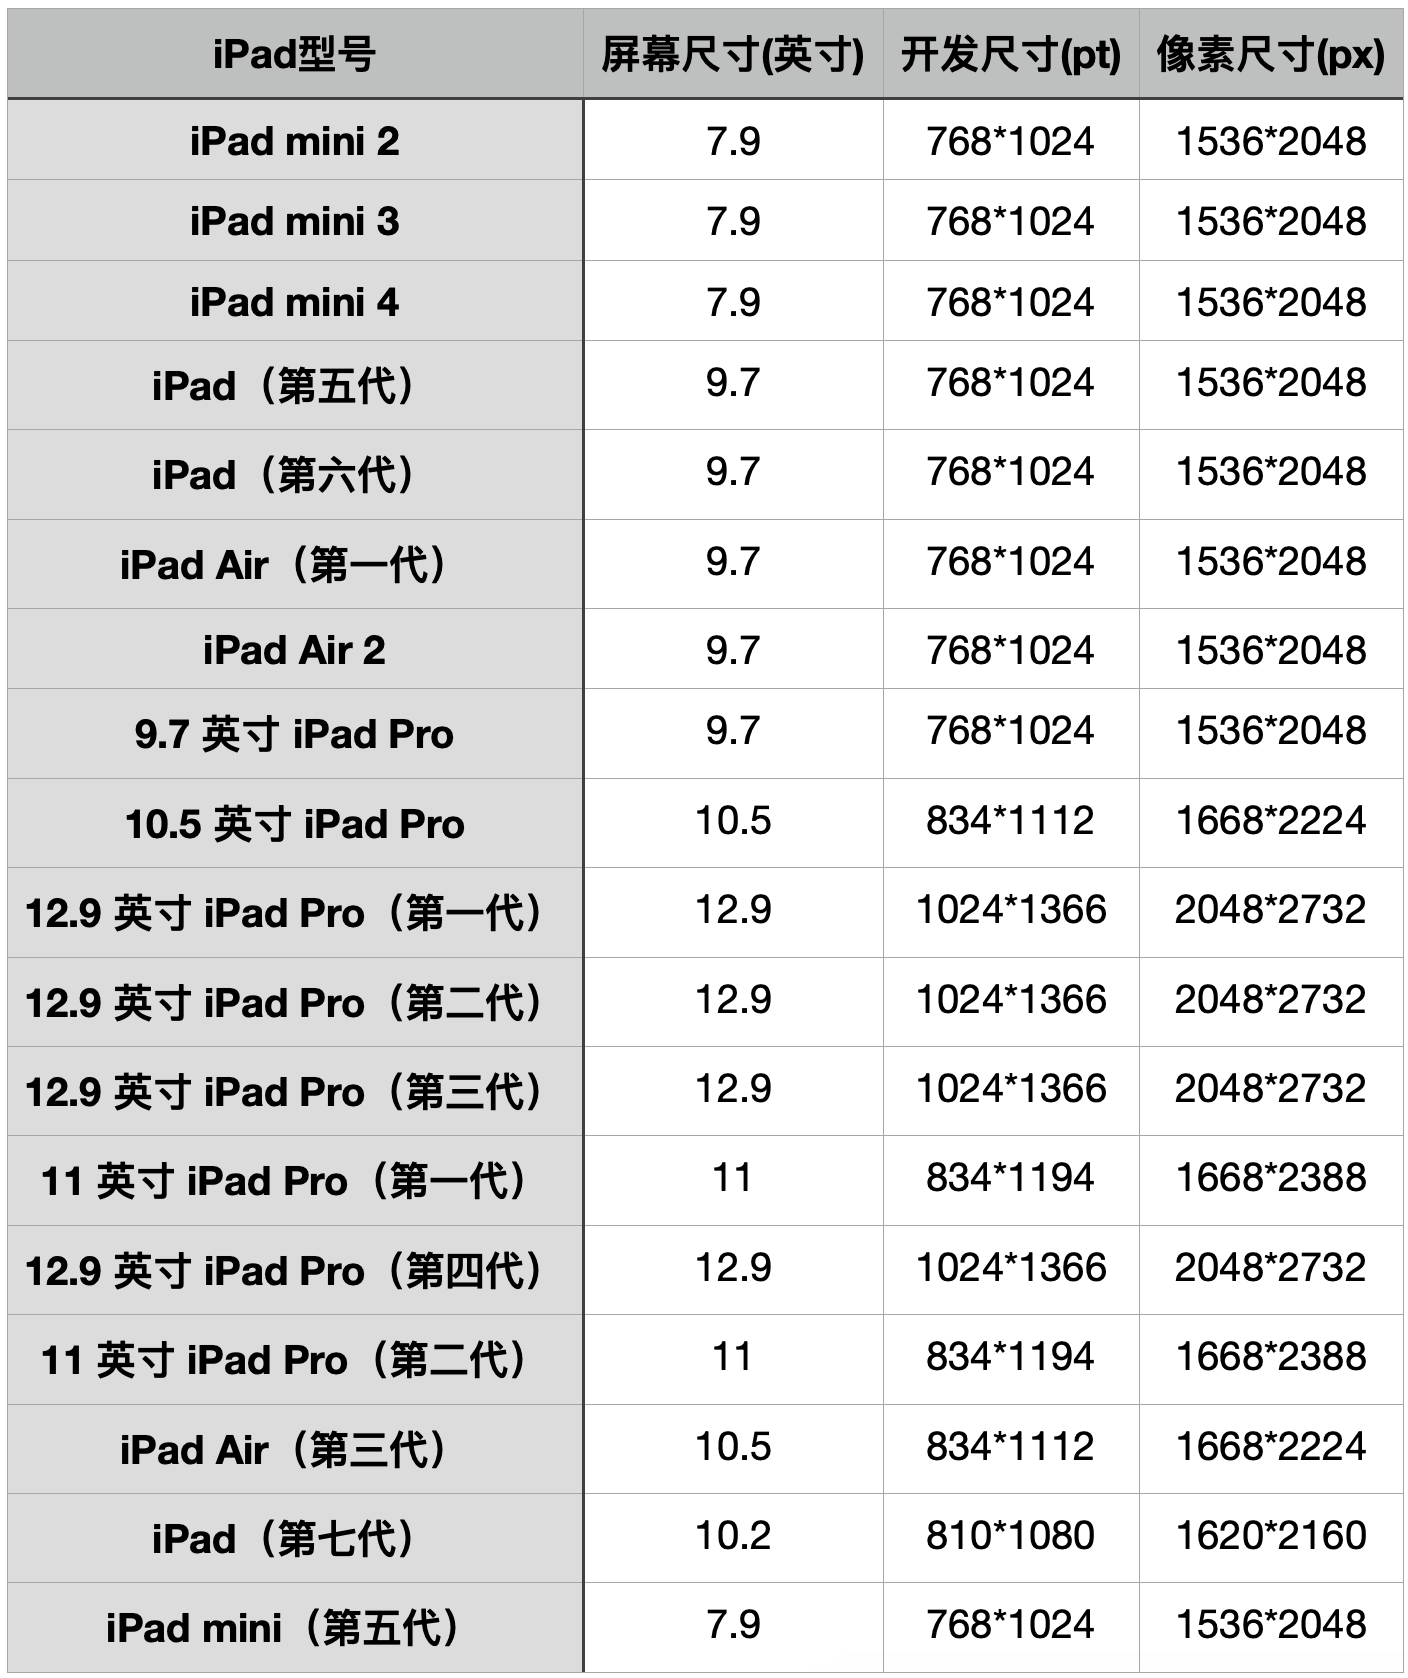 iPad型号 屏幕尺寸(英寸) 开发尺寸(pt) 像素尺寸(px)
iPad mini 2 7.9 768*1024 1536*2048
iPad mini 3 7.9 768*1024 1536*2048
iPad mini 4 7.9 768*1024 1536*2048
iPad（第五代） 9.7 768*1024 1536*2048
iPad（第六代） 9.7 768*1024 1536*2048
iPad Air（第一代） 9.7 768*1024 1536*2048
iPad Air 2 9.7 768*1024 1536*2048
9.7 英寸 iPad Pro 9.7 768*1024 1536*2048
10.5 英寸 iPad Pro 10.5 834*1112 1668*2224
12.9 英寸 iPad Pro（第一代） 12.9 1024*1366 2048*2732
12.9 英寸 iPad Pro（第二代） 12.9 1024*1366 2048*2732
12.9 英寸 iPad Pro（第三代） 12.9 1024*1366 2048*2732
11 英寸 iPad Pro（第一代） 11 834*1194 1668*2388
12.9 英寸 iPad Pro（第四代） 12.9 1024*1366 2048*2732
11 英寸 iPad Pro（第二代） 11 834*1194 1668*2388
iPad Air（第三代） 10.5 834*1112 1668*2224
iPad（第七代） 10.2 810*1080 1620*2160
iPad mini（第五代） 7.9 768*1024 1536*2048